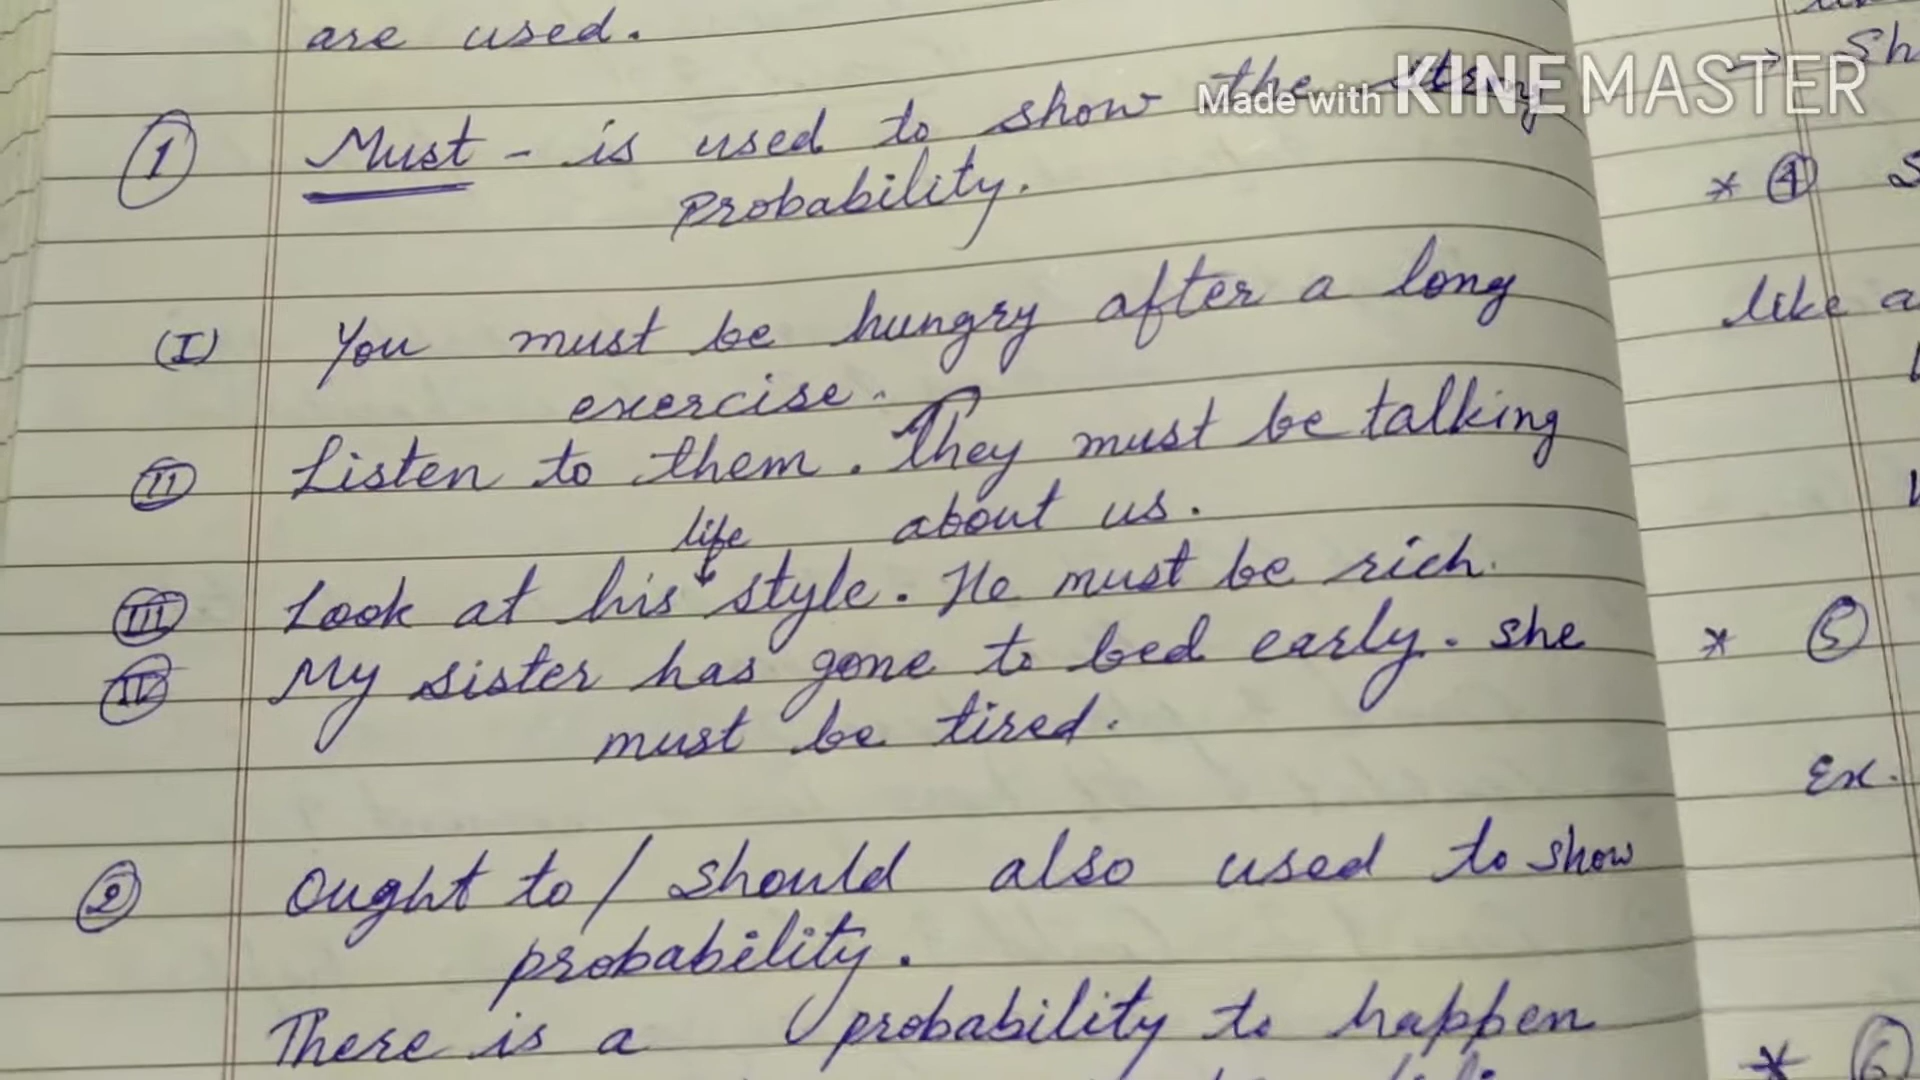 are used.
Made with KINEMASTER
① Must - is used to show the strong
probability.
(I) You must be hungry after a long
exercise.
II Listen to them. They must be talking
about us.
life
III Look at his style. He must be rich.
IV My sister has gone to bed early. she
must be tired.
② Ought to / should also used to show
probability.
There is a probability to happen
→ Sh
* ④ S
like a
* ⑤
Ex.
* ⑥